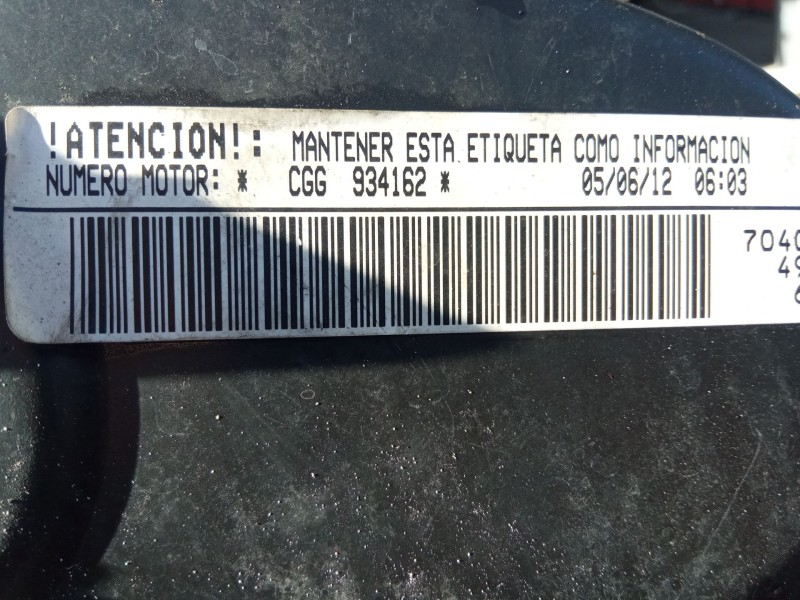 !ATENCION!: MANTENER ESTA ETIQUETA COMO INFORMACION
NUMERO MOTOR: * CGG 934162 * 05/06/12 06:03